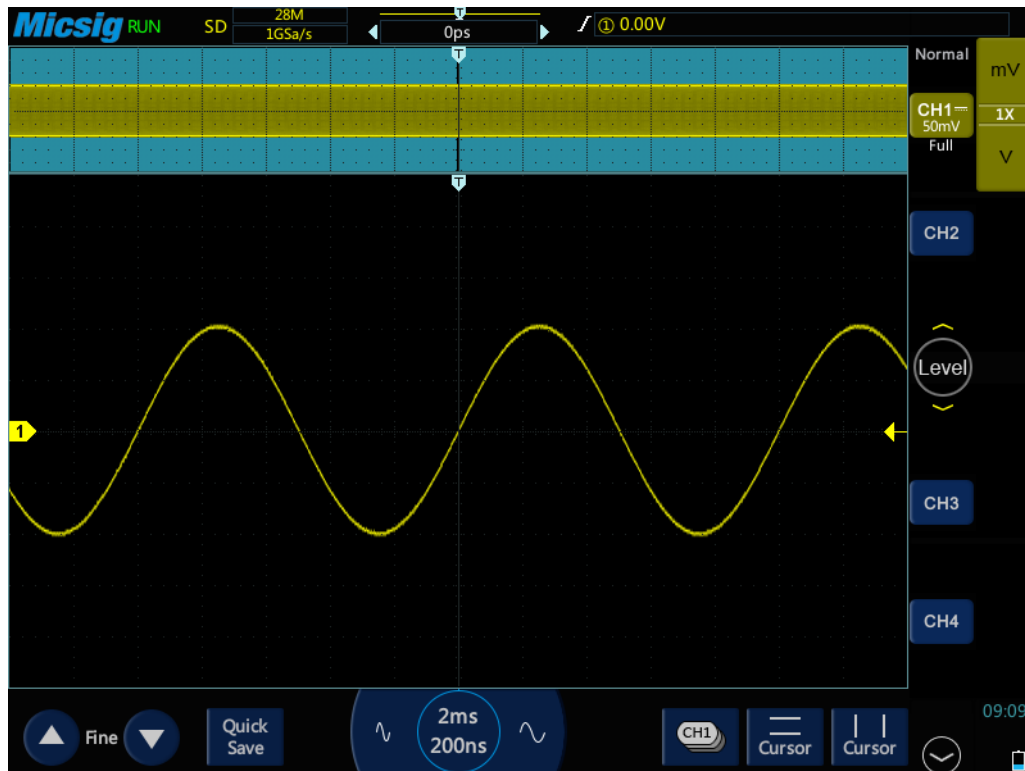 Micsig RUN SD 28M
1GSa/s
0ps
① 0.00V
T
T
T
Normal
mV
CH1
50mV
1X
Full
V
CH2
Level
1
CH3
CH4
Fine
Quick
Save
2ms
200ns
CH1
Cursor
Cursor
09:09